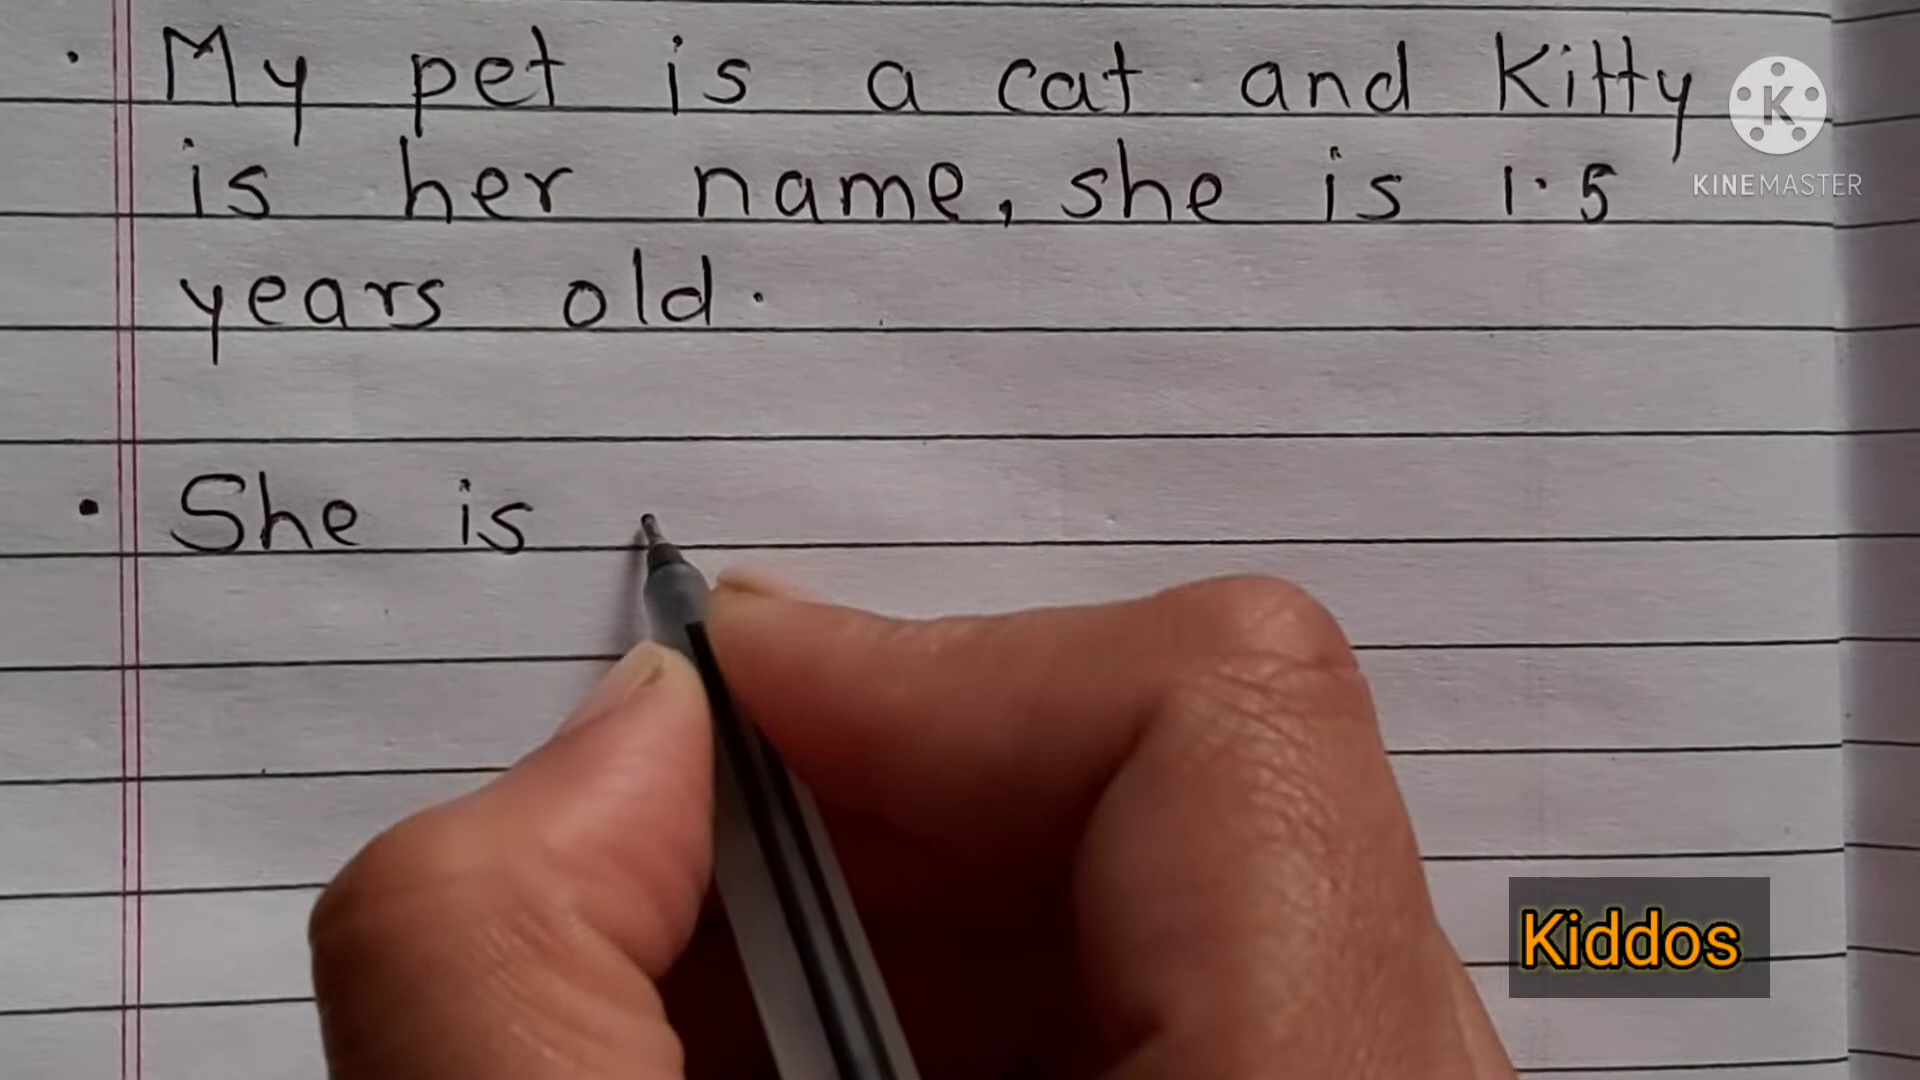 · My pet is a cat and Kitty
is her name, she is 1.5
years old.
· She is
KINEMASTER
Kiddos